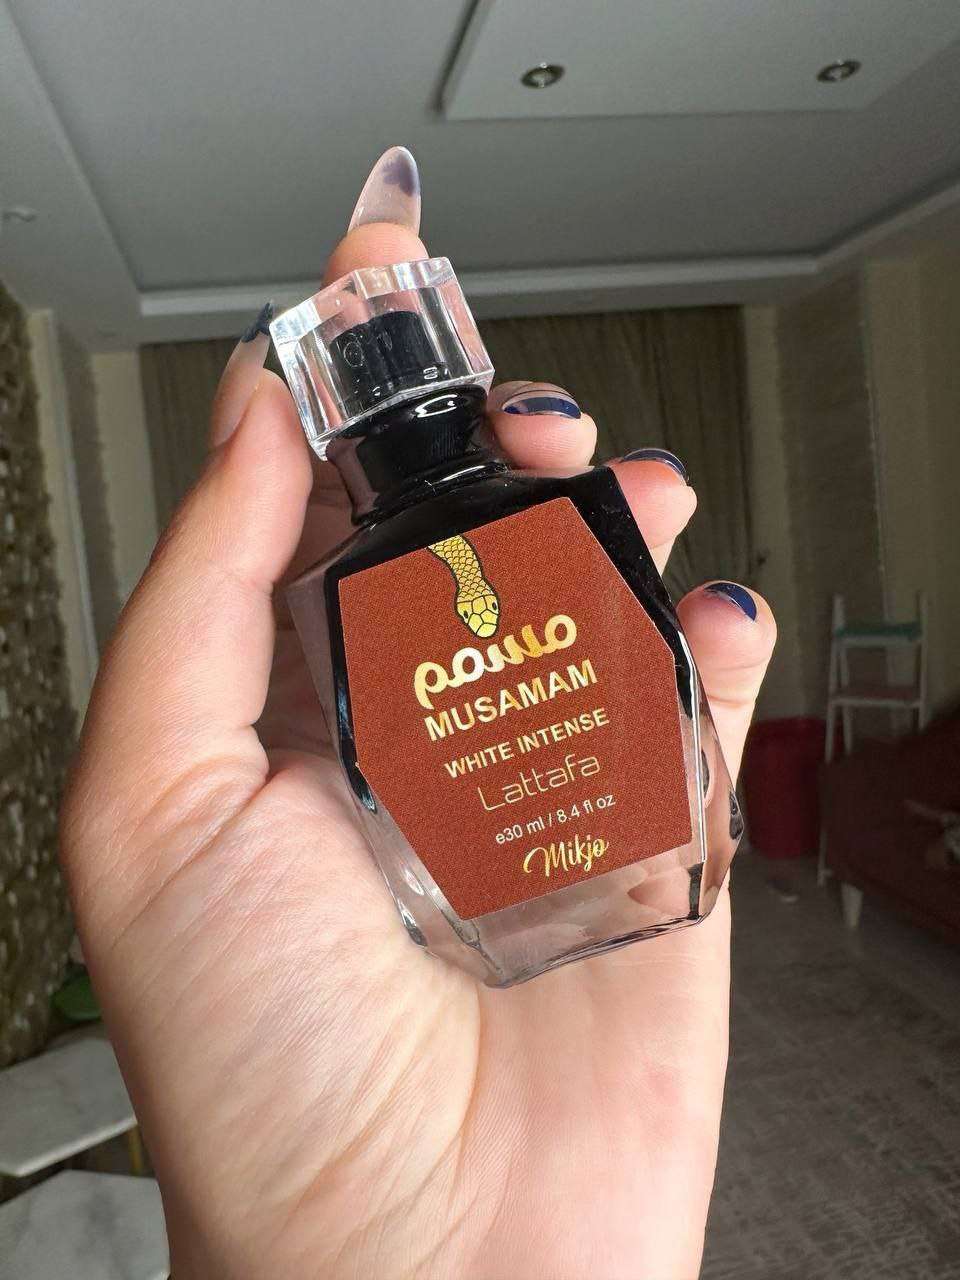 مسمم
MUSAMAM
WHITE INTENSE
Lattafa
e30 ml / 8.4 fl oz
Mikjo